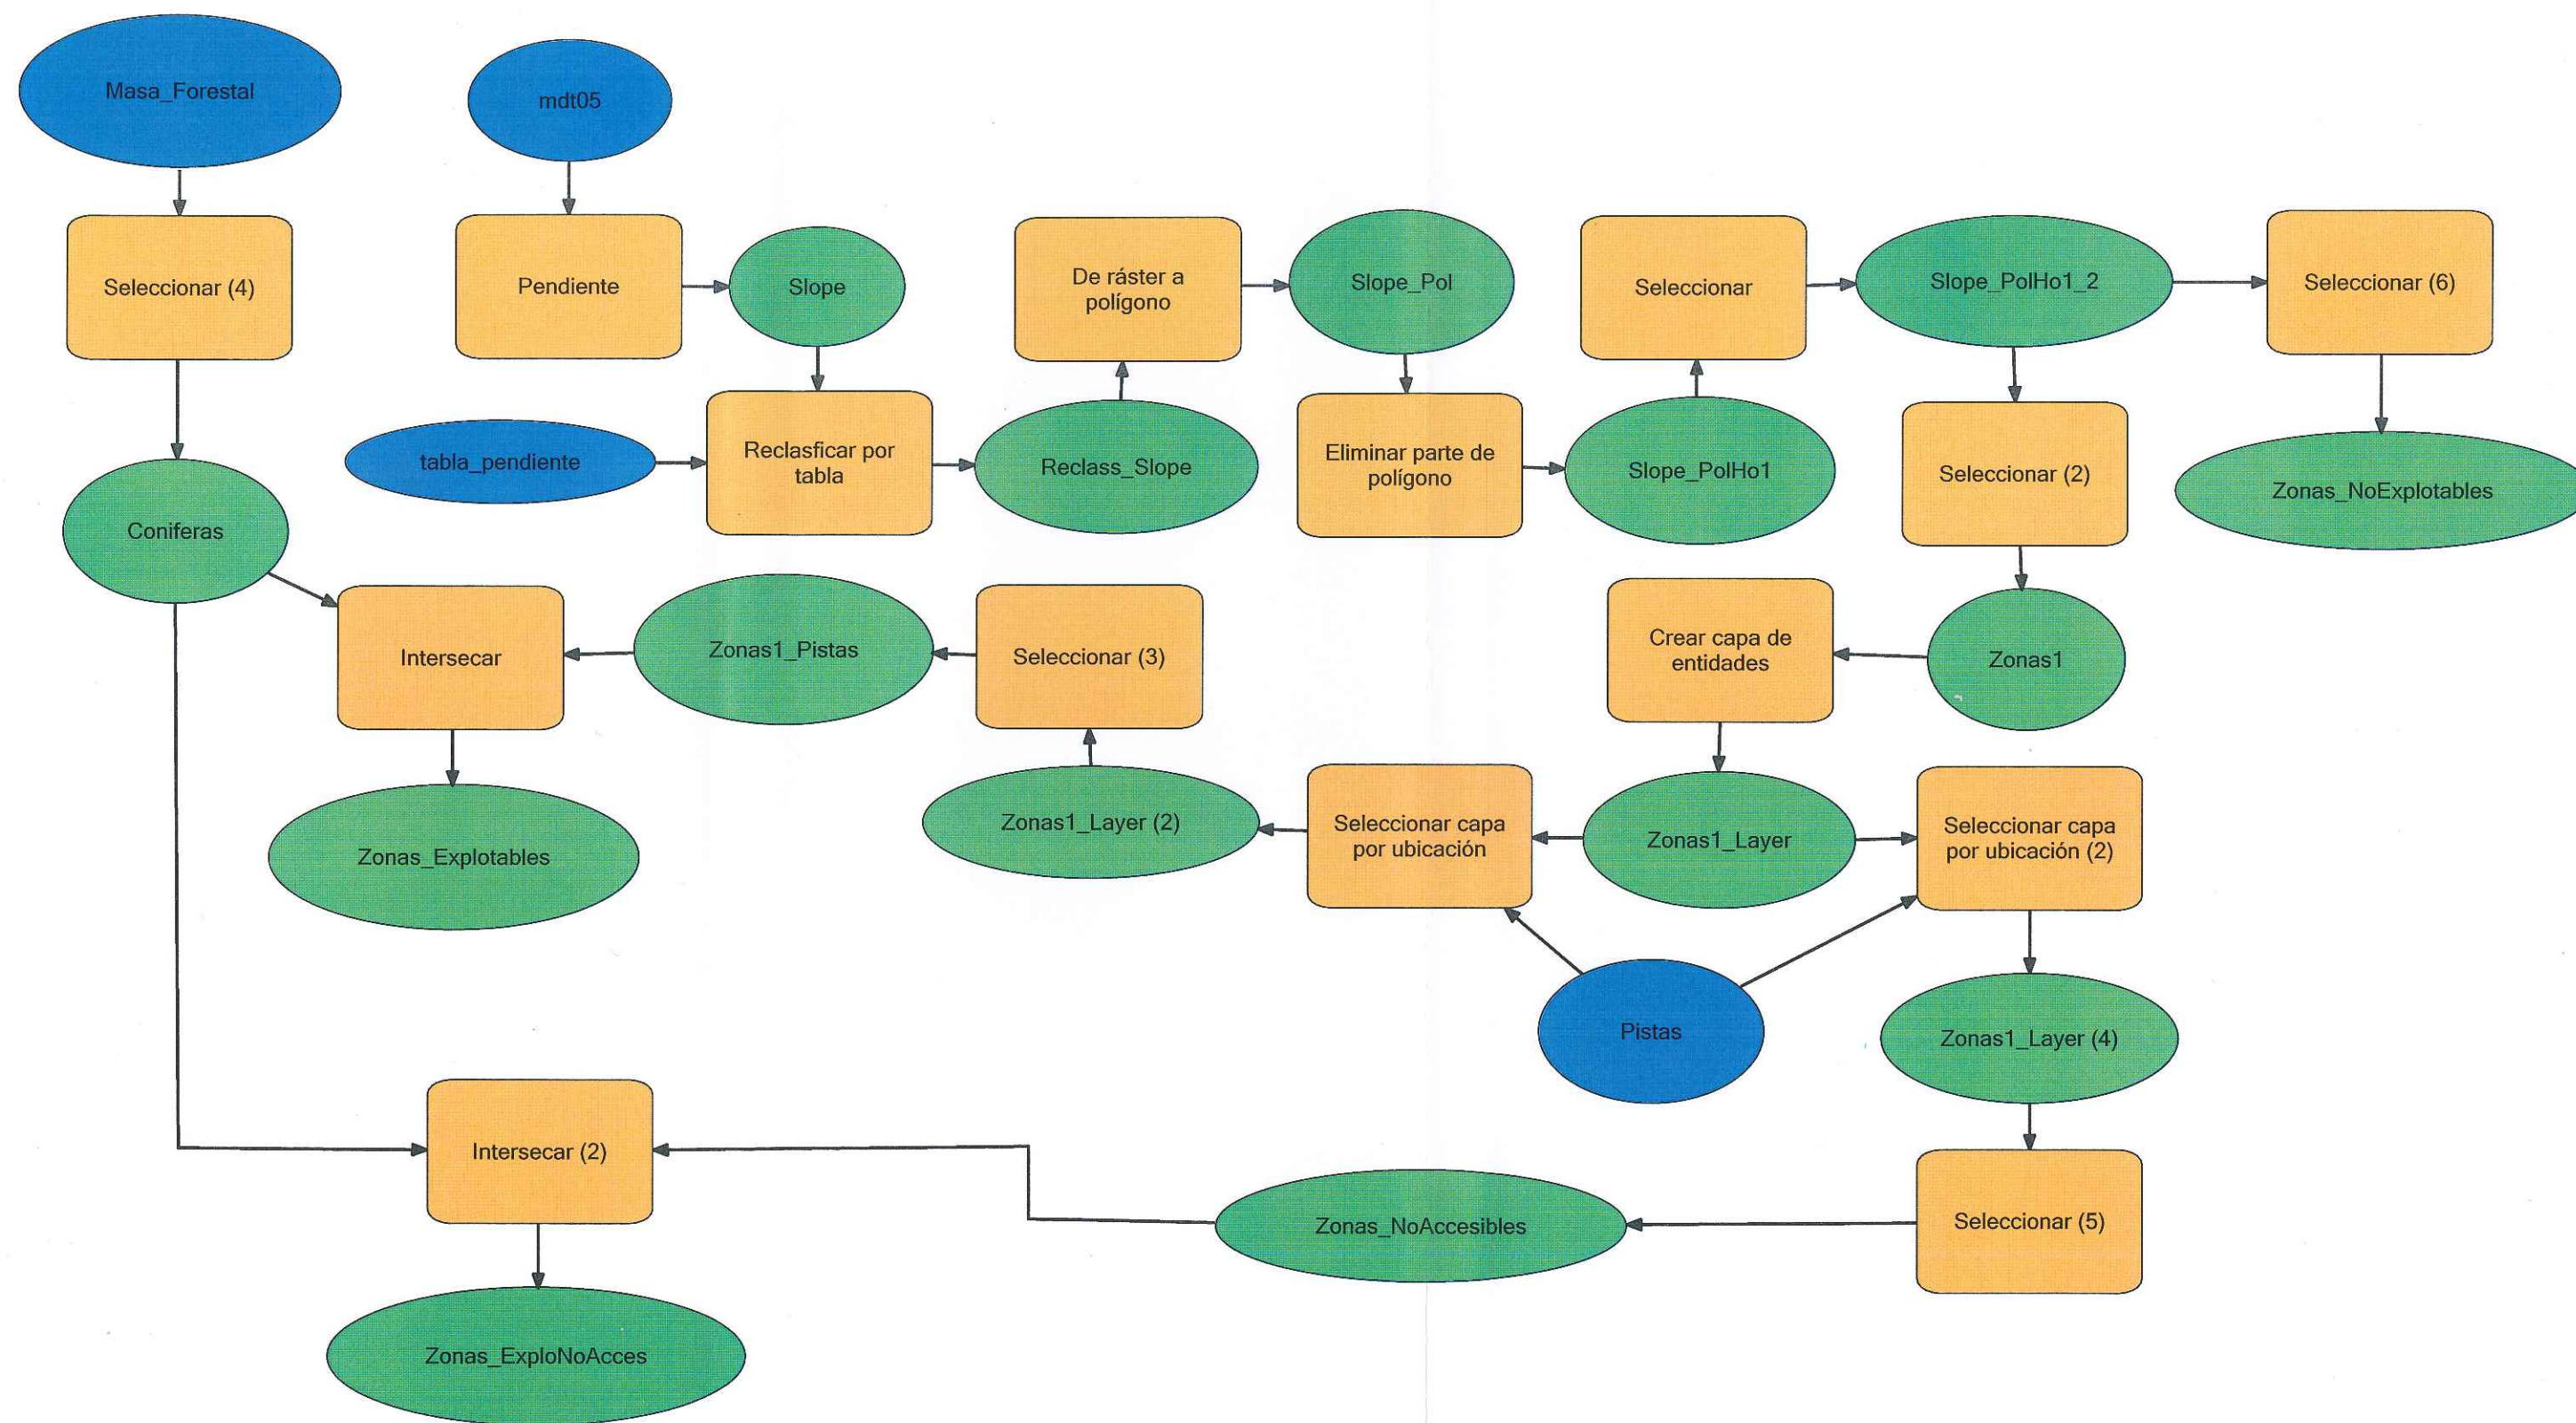 Masa_Forestal
mdt05
Seleccionar (4)
Pendiente
Slope
De ráster a
polígono
Slope_Pol
Seleccionar
Slope_PolHo1_2
Seleccionar (6)
tabla_pendiente
Reclasficar por
tabla
Reclass_Slope
Eliminar parte de
polígono
Slope_PolHo1
Seleccionar (2)
Zonas_NoExplotables
Coniferas
Intersecar
Zonas1_Pistas
Seleccionar (3)
Crear capa de
entidades
Zonas1
Zonas_Explotables
Zonas1_Layer (2)
Seleccionar capa
por ubicación
Zonas1_Layer
Seleccionar capa
por ubicación (2)
Pistas
Zonas1_Layer (4)
Intersecar (2)
Zonas_NoAccesibles
Seleccionar (5)
Zonas_ExploNoAcces